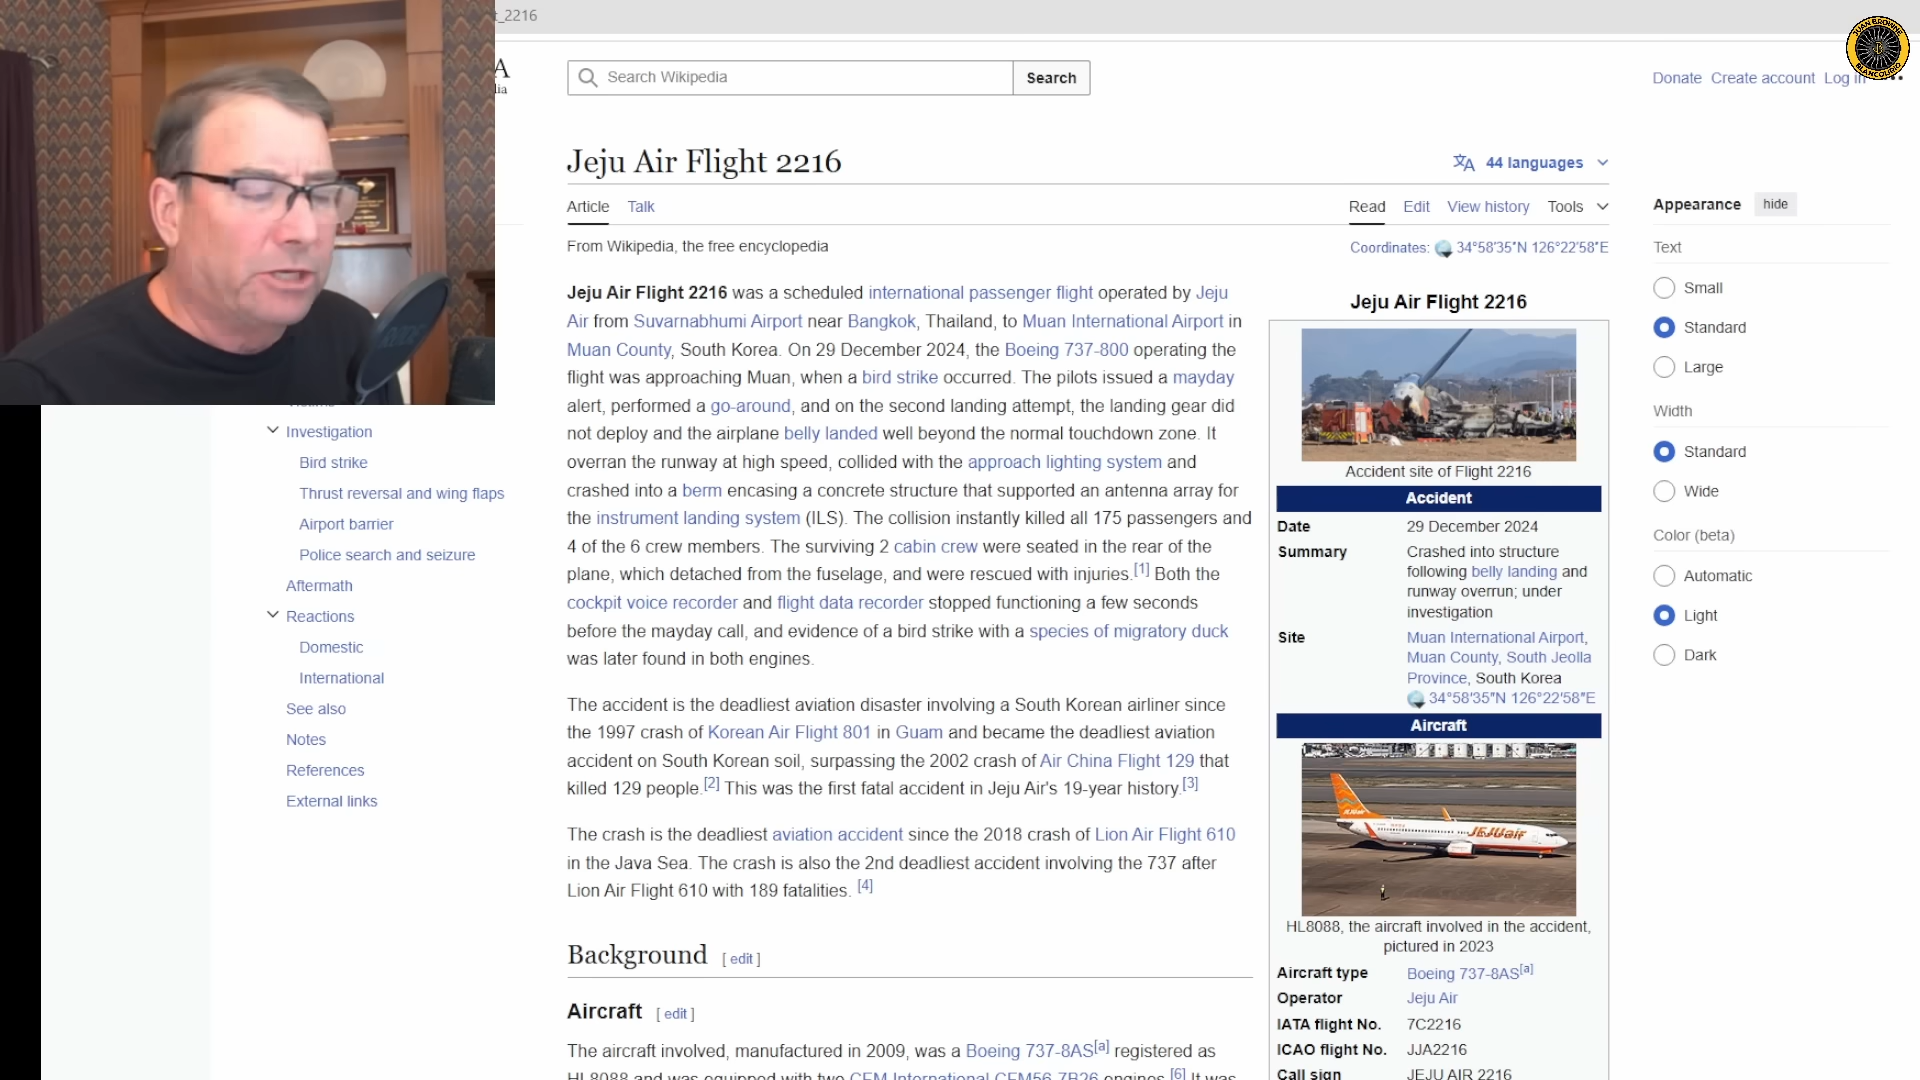 t_2216
JUAN BROWNE
BLANCOLIRIO
A
lia
Search Wikipedia
Search
Donate Create account Log in
Jeju Air Flight 2216
44 languages
Article Talk
Read Edit View history Tools
From Wikipedia, the free encyclopedia
Coordinates: 34°58′35″N 126°22′58″E
Jeju Air Flight 2216 was a scheduled international passenger flight operated by Jeju
Air from Suvarnabhumi Airport near Bangkok, Thailand, to Muan International Airport in
Muan County, South Korea. On 29 December 2024, the Boeing 737-800 operating the
flight was approaching Muan, when a bird strike occurred. The pilots issued a mayday
alert, performed a go-around, and on the second landing attempt, the landing gear did
not deploy and the airplane belly landed well beyond the normal touchdown zone. It
overran the runway at high speed, collided with the approach lighting system and
crashed into a berm encasing a concrete structure that supported an antenna array for
the instrument landing system (ILS). The collision instantly killed all 175 passengers and
4 of the 6 crew members. The surviving 2 cabin crew were seated in the rear of the
plane, which detached from the fuselage, and were rescued with injuries.[1] Both the
cockpit voice recorder and flight data recorder stopped functioning a few seconds
before the mayday call, and evidence of a bird strike with a species of migratory duck
was later found in both engines.
The accident is the deadliest aviation disaster involving a South Korean airliner since
the 1997 crash of Korean Air Flight 801 in Guam and became the deadliest aviation
accident on South Korean soil, surpassing the 2002 crash of Air China Flight 129 that
killed 129 people.[2] This was the first fatal accident in Jeju Air's 19-year history.[3]
The crash is the deadliest aviation accident since the 2018 crash of Lion Air Flight 610
in the Java Sea. The crash is also the 2nd deadliest accident involving the 737 after
Lion Air Flight 610 with 189 fatalities. [4]
Background [ edit ]
Aircraft [ edit ]
The aircraft involved, manufactured in 2009, was a Boeing 737-8AS[a] registered as
HL8088 and was equipped with two CFM International CFM56-7B26 engines.[6] It was
Investigation
Bird strike
Thrust reversal and wing flaps
Airport barrier
Police search and seizure
Aftermath
Reactions
Domestic
International
See also
Notes
References
External links
Jeju Air Flight 2216
Accident site of Flight 2216
Accident
Date 29 December 2024
Summary Crashed into structure
following belly landing and
runway overrun; under
investigation
Site Muan International Airport,
Muan County, South Jeolla
Province, South Korea
34°58′35″N 126°22′58″E
Aircraft
JEJUair
HL8088, the aircraft involved in the accident,
pictured in 2023
Aircraft type Boeing 737-8AS[a]
Operator Jeju Air
IATA flight No. 7C2216
ICAO flight No. JJA2216
Call sign JEJU AIR 2216
Appearance hide
Text
Small
Standard
Large
Width
Standard
Wide
Color (beta)
Automatic
Light
Dark